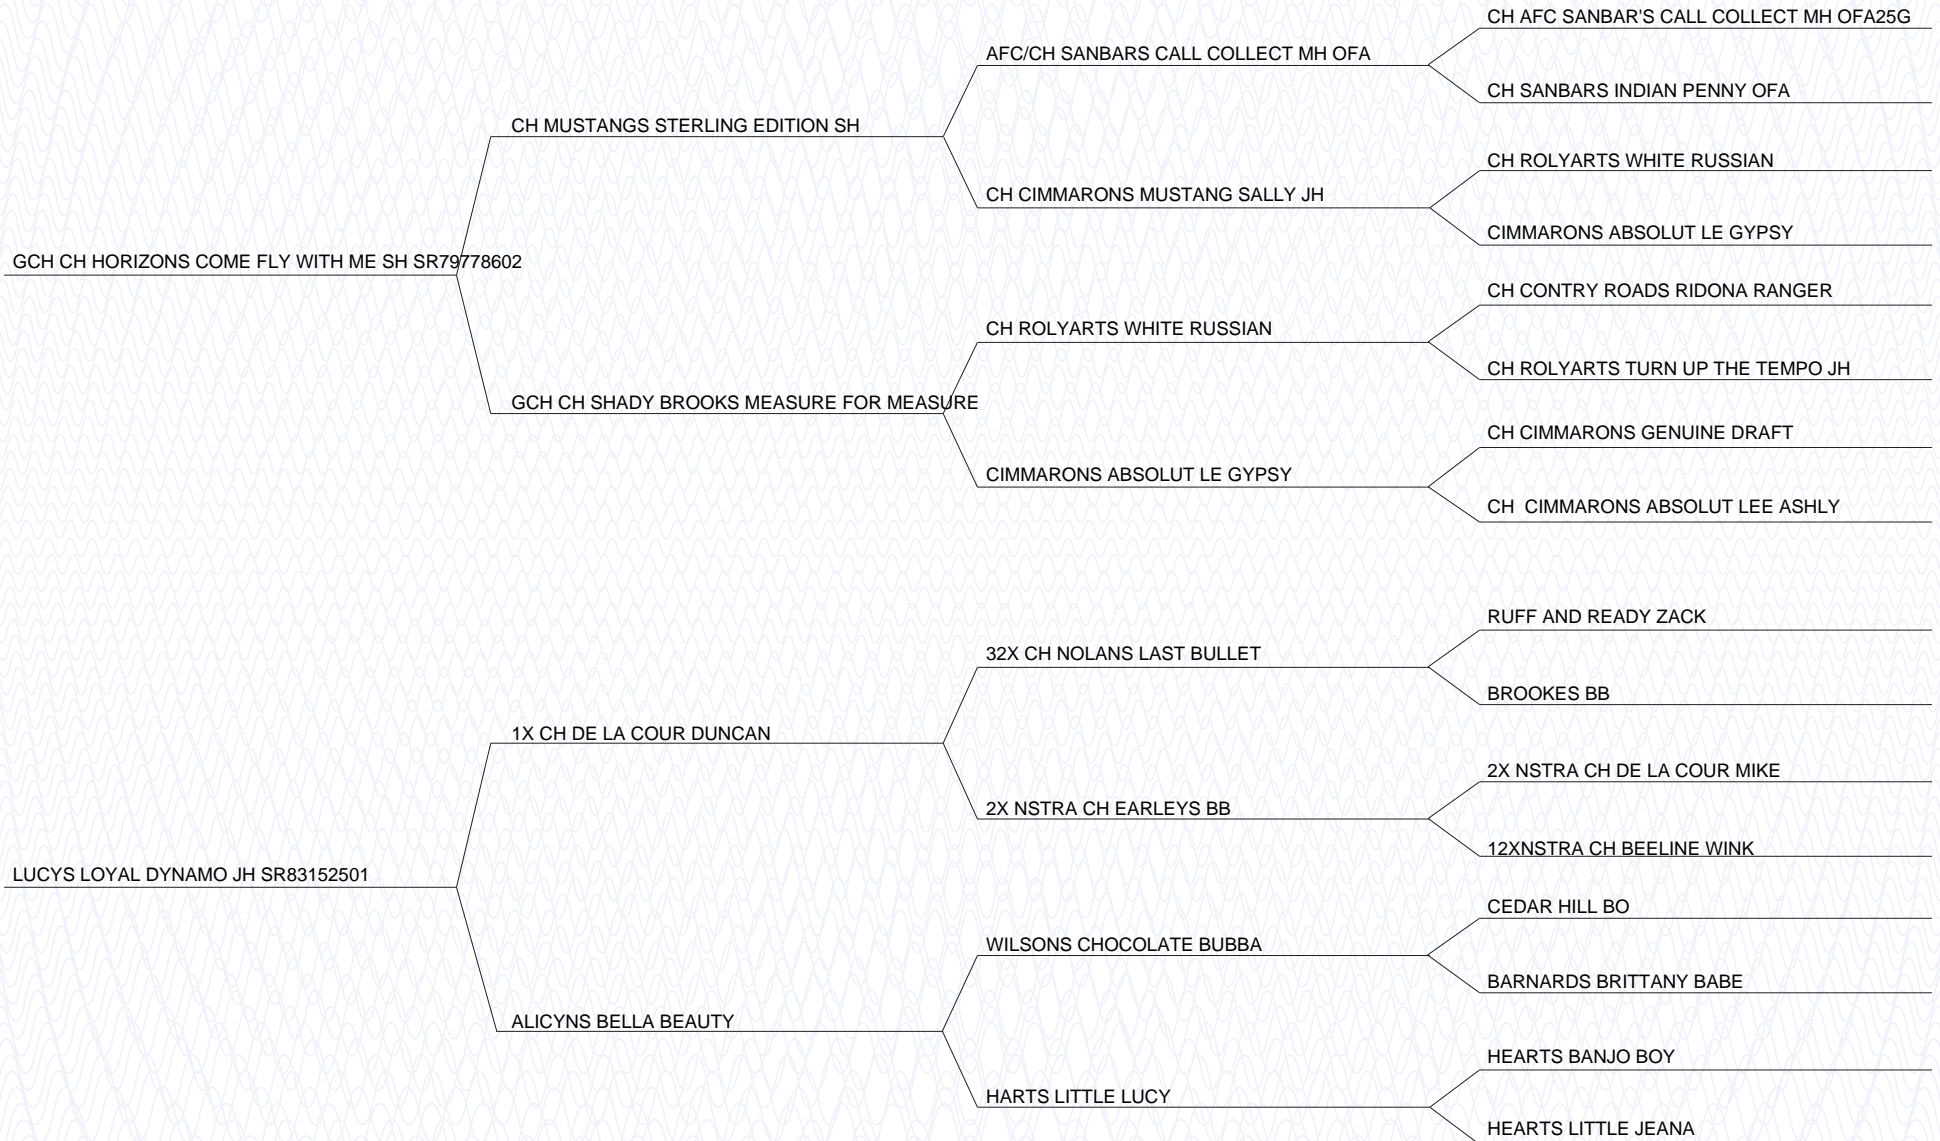 CH AFC SANBAR'S CALL COLLECT MH OFA25G
AFC/CH SANBARS CALL COLLECT MH OFA
CH SANBARS INDIAN PENNY OFA
CH MUSTANGS STERLING EDITION SH
CH ROLYARTS WHITE RUSSIAN
CH CIMMARONS MUSTANG SALLY JH
CIMMARONS ABSOLUT LE GYPSY
GCH CH HORIZONS COME FLY WITH ME SH SR79778602
CH CONTRY ROADS RIDONA RANGER
CH ROLYARTS WHITE RUSSIAN
CH ROLYARTS TURN UP THE TEMPO JH
GCH CH SHADY BROOKS MEASURE FOR MEASURE
CH CIMMARONS GENUINE DRAFT
CIMMARONS ABSOLUT LE GYPSY
CH  CIMMARONS ABSOLUT LEE ASHLY
RUFF AND READY ZACK
32X CH NOLANS LAST BULLET
BROOKES BB
1X CH DE LA COUR DUNCAN
2X NSTRA CH DE LA COUR MIKE
2X NSTRA CH EARLEYS BB
12XNSTRA CH BEELINE WINK
LUCYS LOYAL DYNAMO JH SR83152501
CEDAR HILL BO
WILSONS CHOCOLATE BUBBA
BARNARDS BRITTANY BABE
ALICYNS BELLA BEAUTY
HEARTS BANJO BOY
HARTS LITTLE LUCY
HEARTS LITTLE JEANA